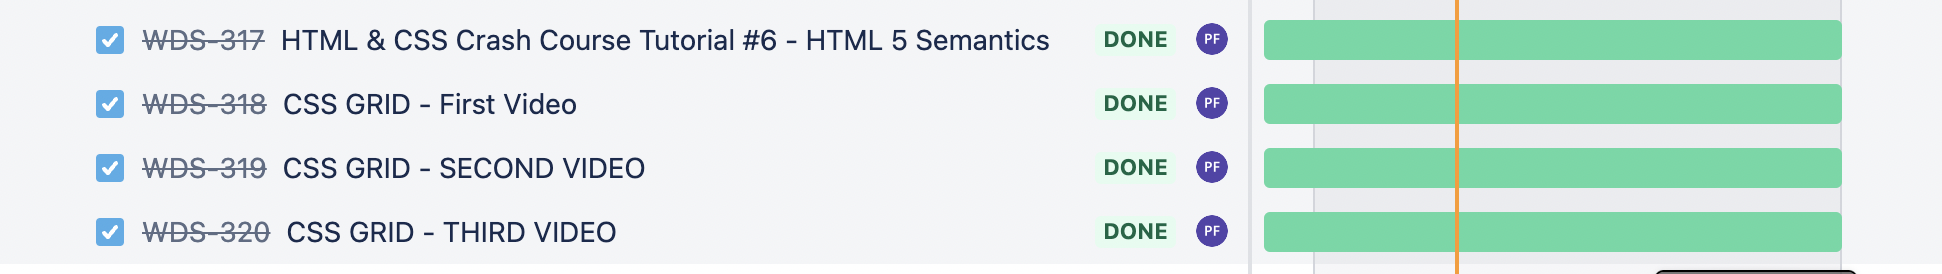 WDS-317 HTML & CSS Crash Course Tutorial #6 - HTML 5 Semantics DONE PF
WDS-318 CSS GRID - First Video DONE PF
WDS-319 CSS GRID - SECOND VIDEO DONE PF
WDS-320 CSS GRID - THIRD VIDEO DONE PF